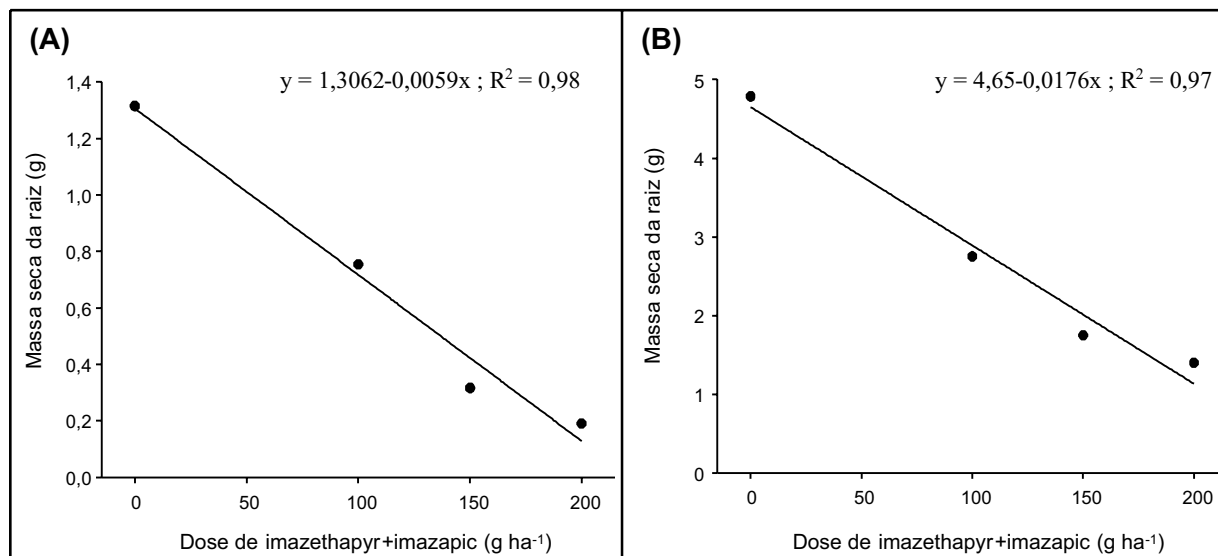 (A)
y = 1,3062-0,0059x ; R² = 0,98
Massa seca da raiz (g)
1,4
1,2
1,0
0,8
0,6
0,4
0,2
0,0
0 50 100 150 200
Dose de imazethapyr+imazapic (g ha⁻¹)
(B)
y = 4,65-0,0176x ; R² = 0,97
Massa seca da raiz (g)
5
4
3
2
1
0
0 50 100 150 200
Dose de imazethapyr+imazapic (g ha⁻¹)